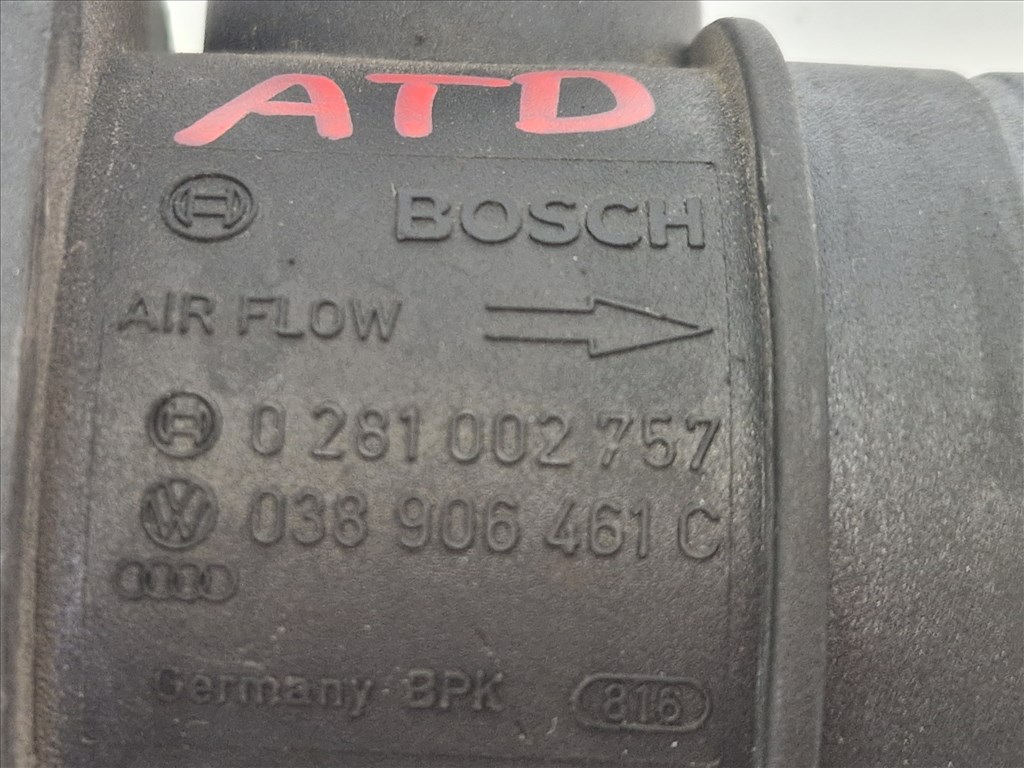 ATD
BOSCH
AIR FLOW
0 281 002 757
038 906 461 C
Germany BPK 816